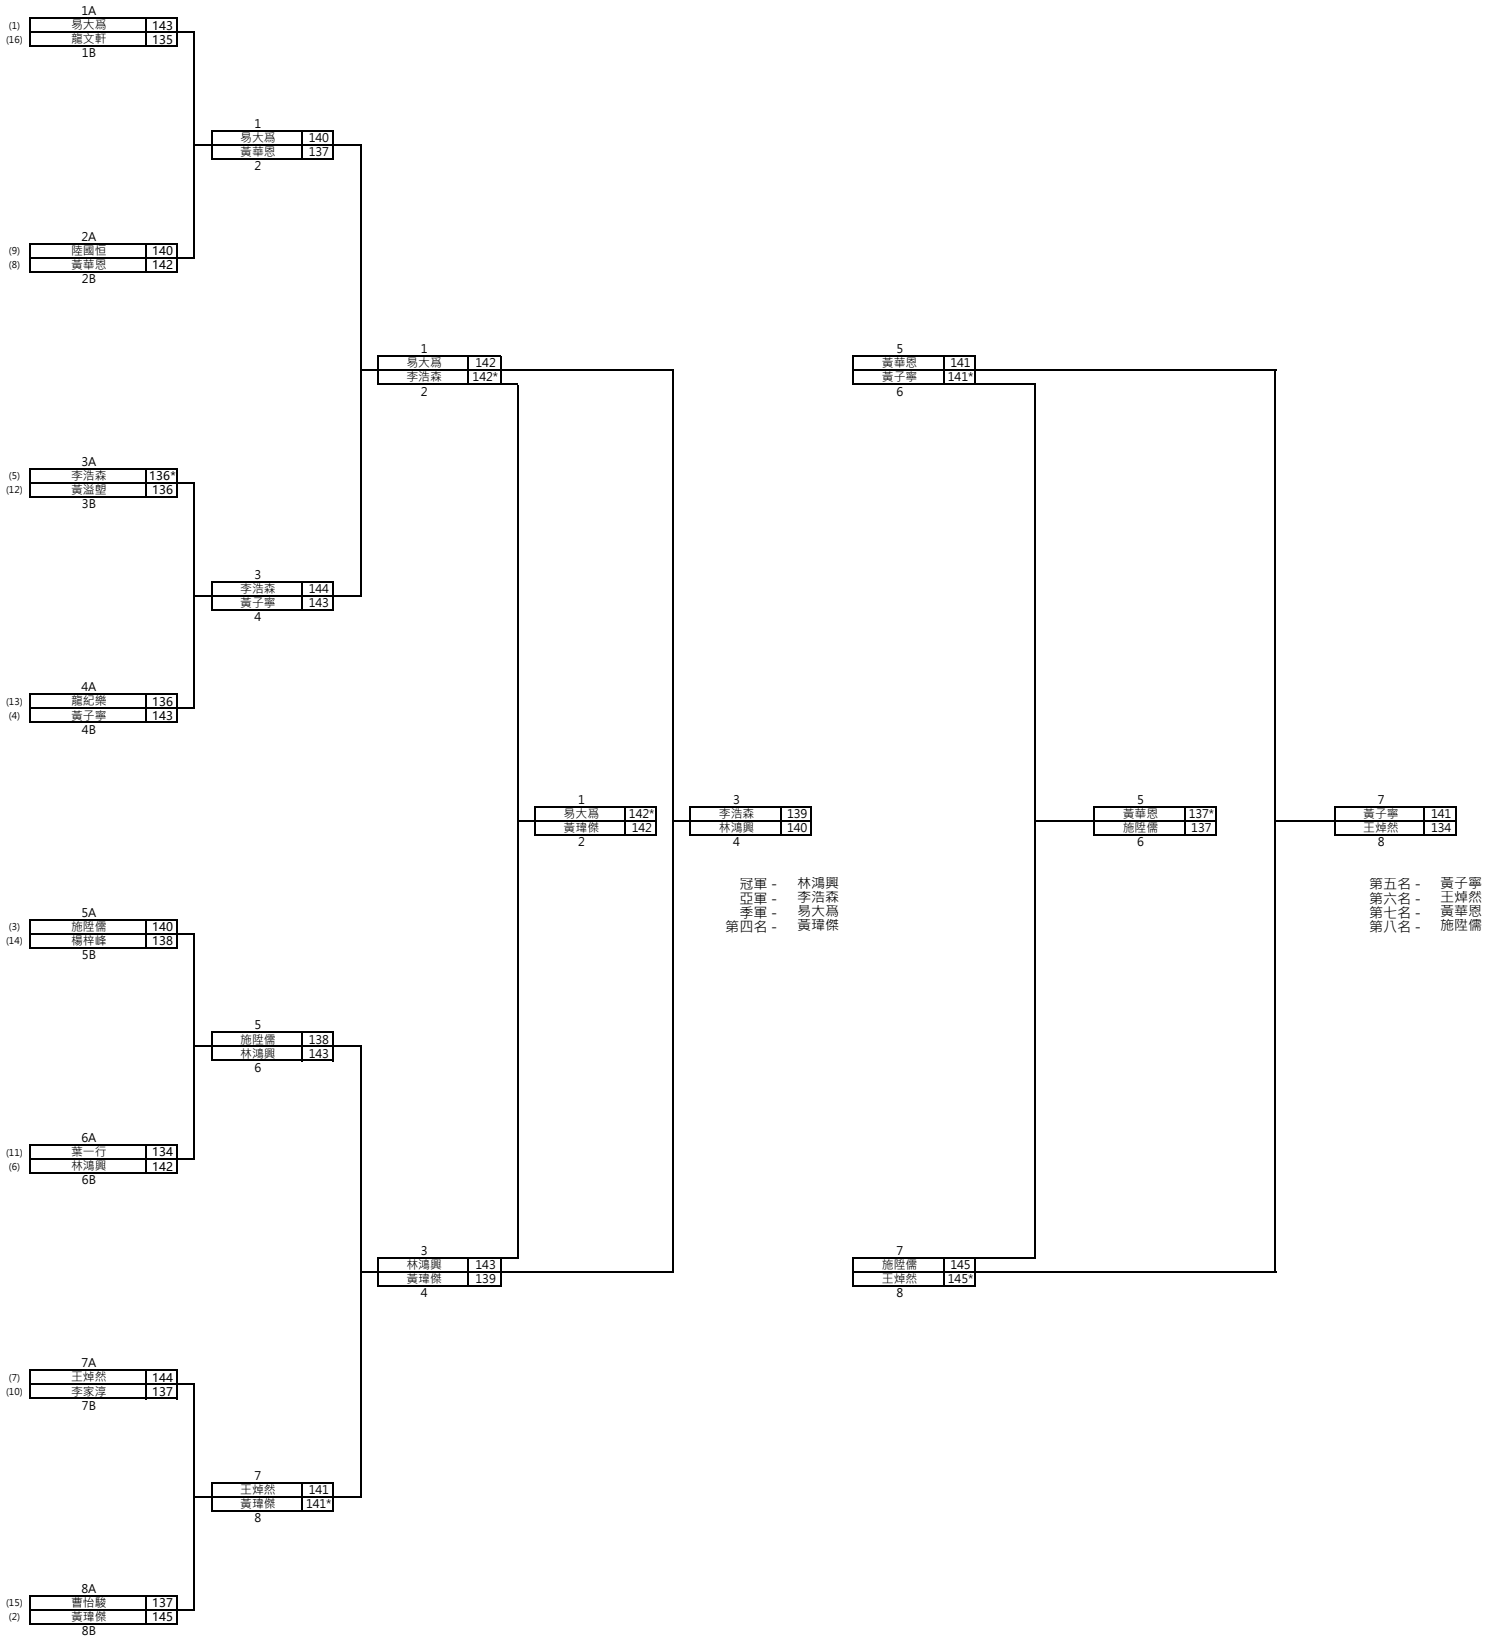 1A
(1) 易大爲 143
(16) 龍文軒 135
1B
1
易大爲 140
黃華恩 137
2
2A
(9) 陸國恒 140
(8) 黃華恩 142
2B
1
易大爲 142
李浩森 142*
2
5
黃華恩 141
黃子寧 141*
6
3A
(5) 李浩森 136*
(12) 黃溢塱 136
3B
3
李浩森 144
黃子寧 143
4
4A
(13) 龍紀樂 136
(4) 黃子寧 143
4B
1
易大爲 142*
黃瑋傑 142
2
3
李浩森 139
林鴻興 140
4
5
黃華恩 137*
施陞儒 137
6
7
黃子寧 141
王焯然 134
8
冠軍 - 林鴻興
亞軍 - 李浩森
季軍 - 易大爲
第四名 - 黃瑋傑
第五名 - 黃子寧
第六名 - 王焯然
第七名 - 黃華恩
第八名 - 施陞儒
5A
(3) 施陞儒 140
(14) 楊梓峰 138
5B
5
施陞儒 138
林鴻興 143
6
6A
(11) 葉一行 134
(6) 林鴻興 142
6B
3
林鴻興 143
黃瑋傑 139
4
7
施陞儒 145
王焯然 145*
8
7A
(7) 王焯然 144
(10) 李家淳 137
7B
7
王焯然 141
黃瑋傑 141*
8
8A
(15) 曹怡駿 137
(2) 黃瑋傑 145
8B